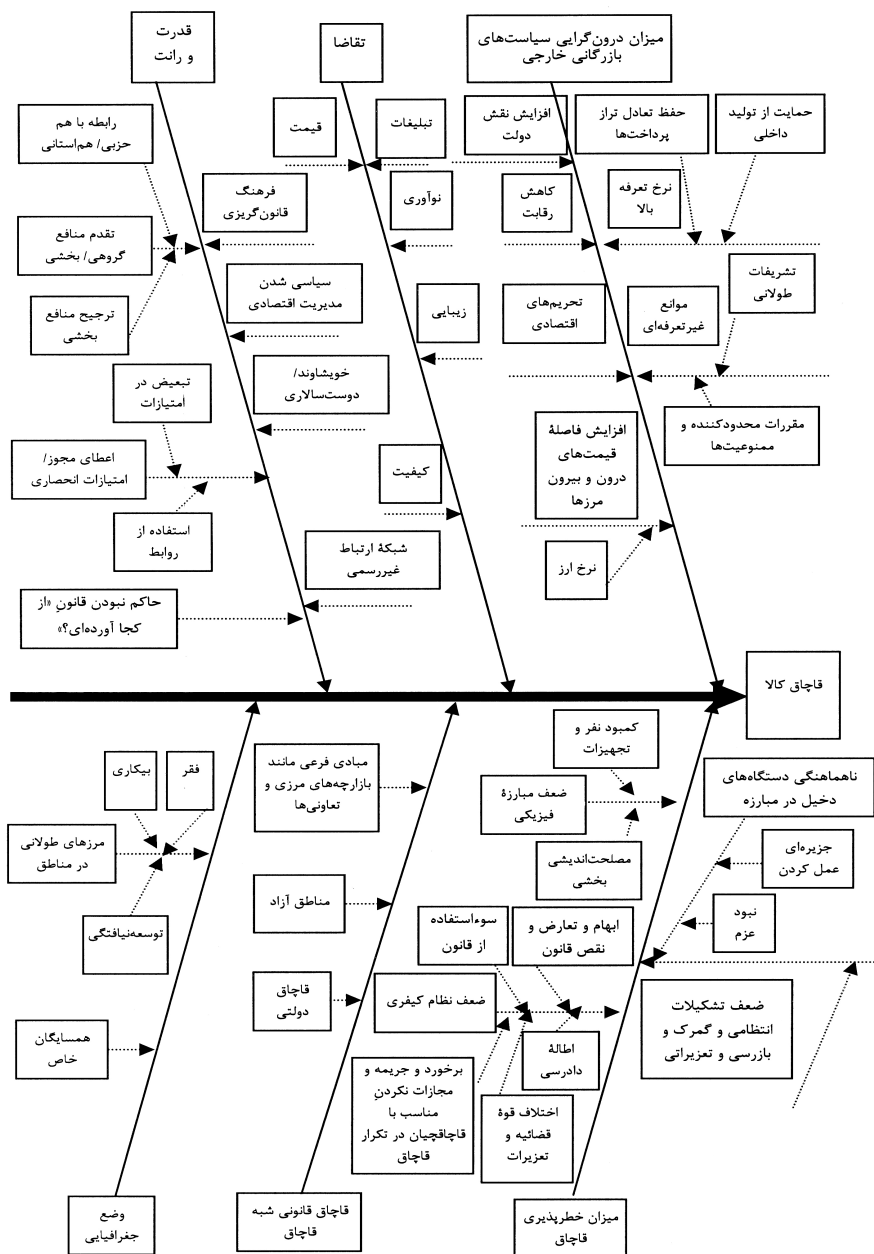 میزان درون‌گرایی سیاست‌های
بازرگانی خارجی
تقاضا
قدرت
و رانت
حمایت از تولید
داخلی
حفظ تعادل تراز
پرداخت‌ها
افزایش نقش
دولت
نرخ تعرفه
بالا
کاهش
رقابت
تشریفات
طولانی
موانع
غیرتعرفه‌ای
تحریم‌های
اقتصادی
مقررات محدودکننده و
ممنوعیت‌ها
افزایش فاصلهٔ
قیمت‌های
درون و بیرون
مرزها
نرخ ارز
تبلیغات
قیمت
نوآوری
زیبایی
کیفیت
رابطه با هم
حزبی/ هم‌استانی
فرهنگ
قانون‌گریزی
تقدم منافع
گروهی/ بخشی
ترجیح منافع
بخشی
سیاسی شدن
مدیریت اقتصادی
تبعیض در
امتیازات
خویشاوند/
دوست‌سالاری
اعطای مجوز/
امتیازات انحصاری
استفاده از
روابط
شبکهٔ ارتباط
غیررسمی
حاکم نبودن قانونِ «از
کجا آورده‌ای؟»
قاچاق کالا
کمبود نفر و
تجهیزات
ضعف مبارزهٔ
فیزیکی
مصلحت‌اندیشی
بخشی
ناهماهنگی دستگاه‌های
دخیل در مبارزه
جزیره‌ای
عمل کردن
نبود
عزم
ضعف تشکیلات
انتظامی و گمرک و
بازرسی و تعزیراتی
ابهام و تعارض و
نقص قانون
سوءاستفاده
از قانون
ضعف نظام کیفری
اطالهٔ
دادرسی
اختلاف قوهٔ
قضائیه و
تعزیرات
برخورد و جریمه و
مجازات نکردنِ
مناسب با
قاچاقچیان در تکرار
قاچاق
میزان خطرپذیری
قاچاق
مبادی فرعی مانند
بازارچه‌های مرزی و
تعاونی‌ها
مناطق آزاد
قاچاق
دولتی
قاچاق قانونی شبه
قاچاق
فقر
بیکاری
مرزهای طولانی
در مناطق
توسعه‌نیافتگی
همسایگان
خاص
وضع
جغرافیایی